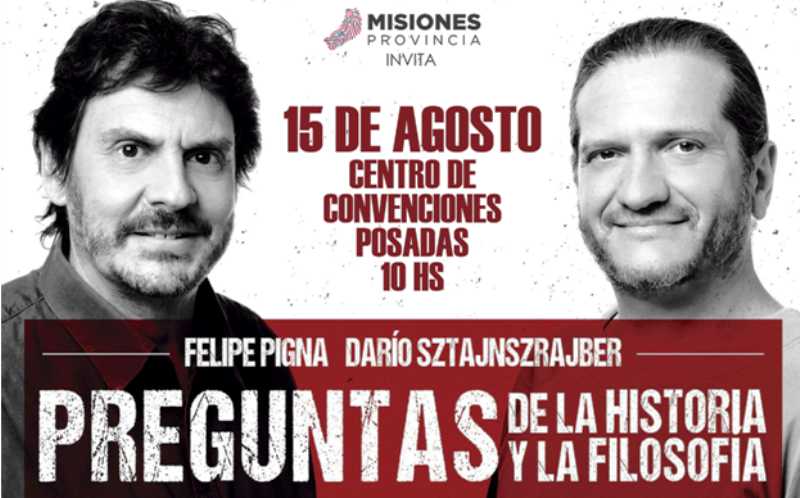 MISIONES
PROVINCIA
INVITA
15 DE AGOSTO
CENTRO DE
CONVENCIONES
POSADAS
10 HS
FELIPE PIGNA DARÍO SZTAJNSZRAJBER
PREGUNTAS DE LA HISTORIA
Y LA FILOSOFÍA